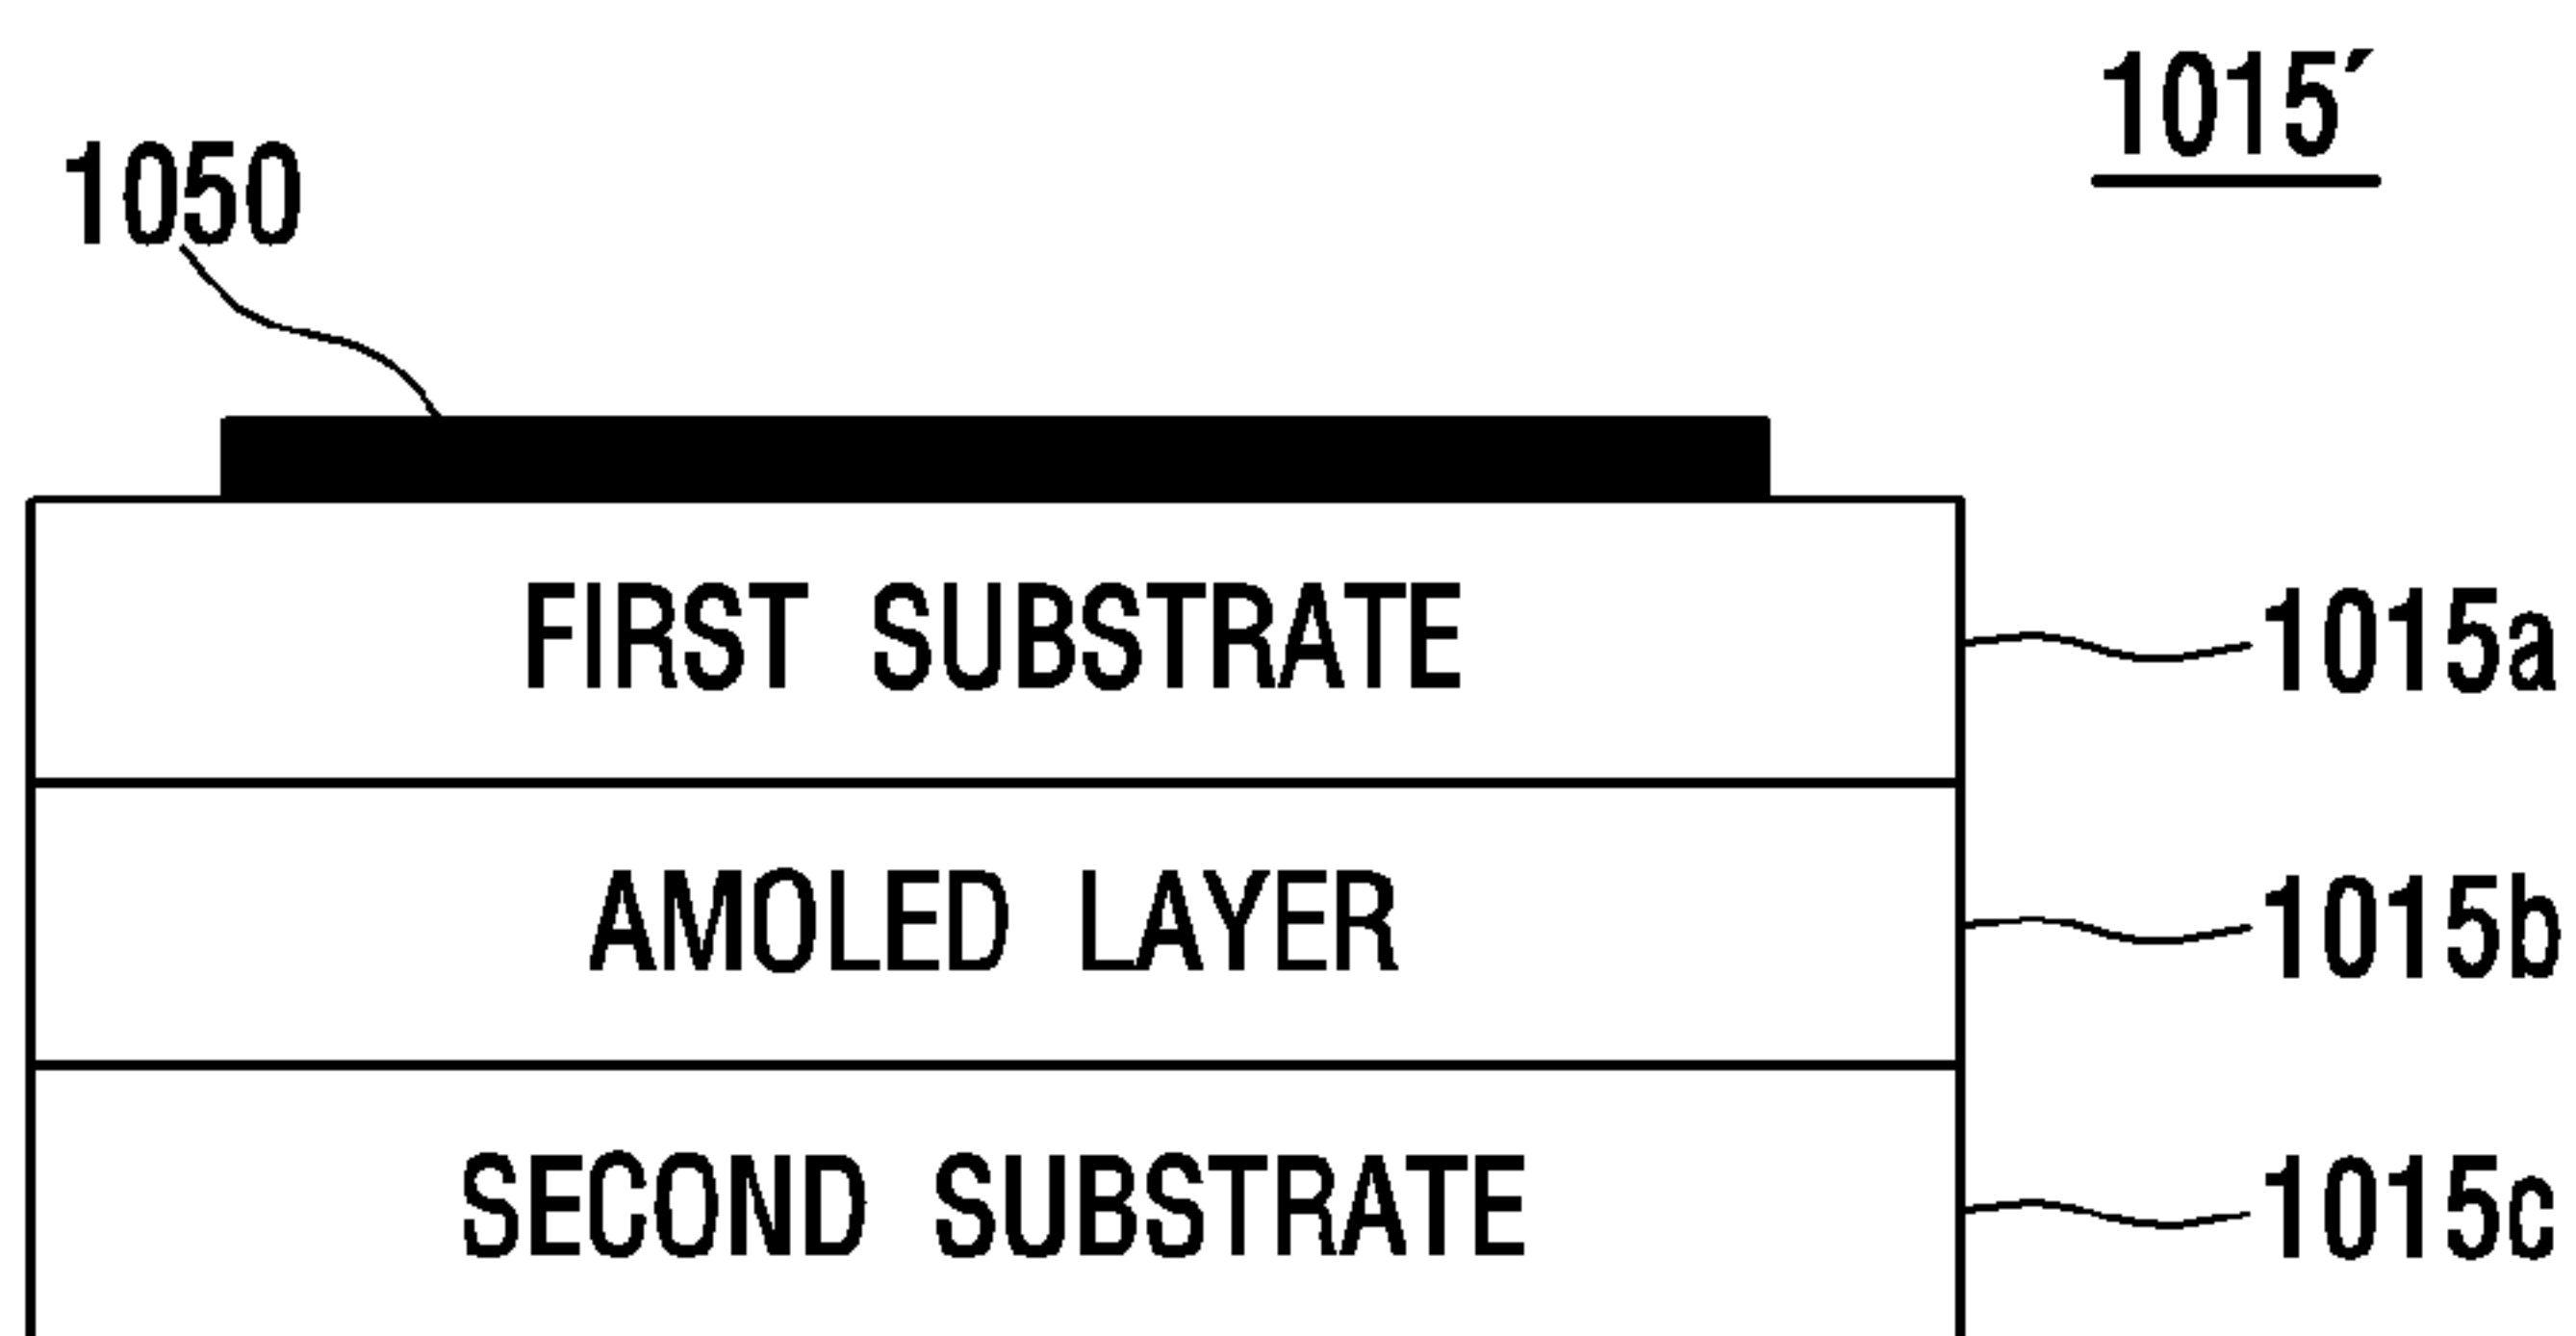 1015′
1050
FIRST SUBSTRATE
1015a
AMOLED LAYER
1015b
SECOND SUBSTRATE
1015c